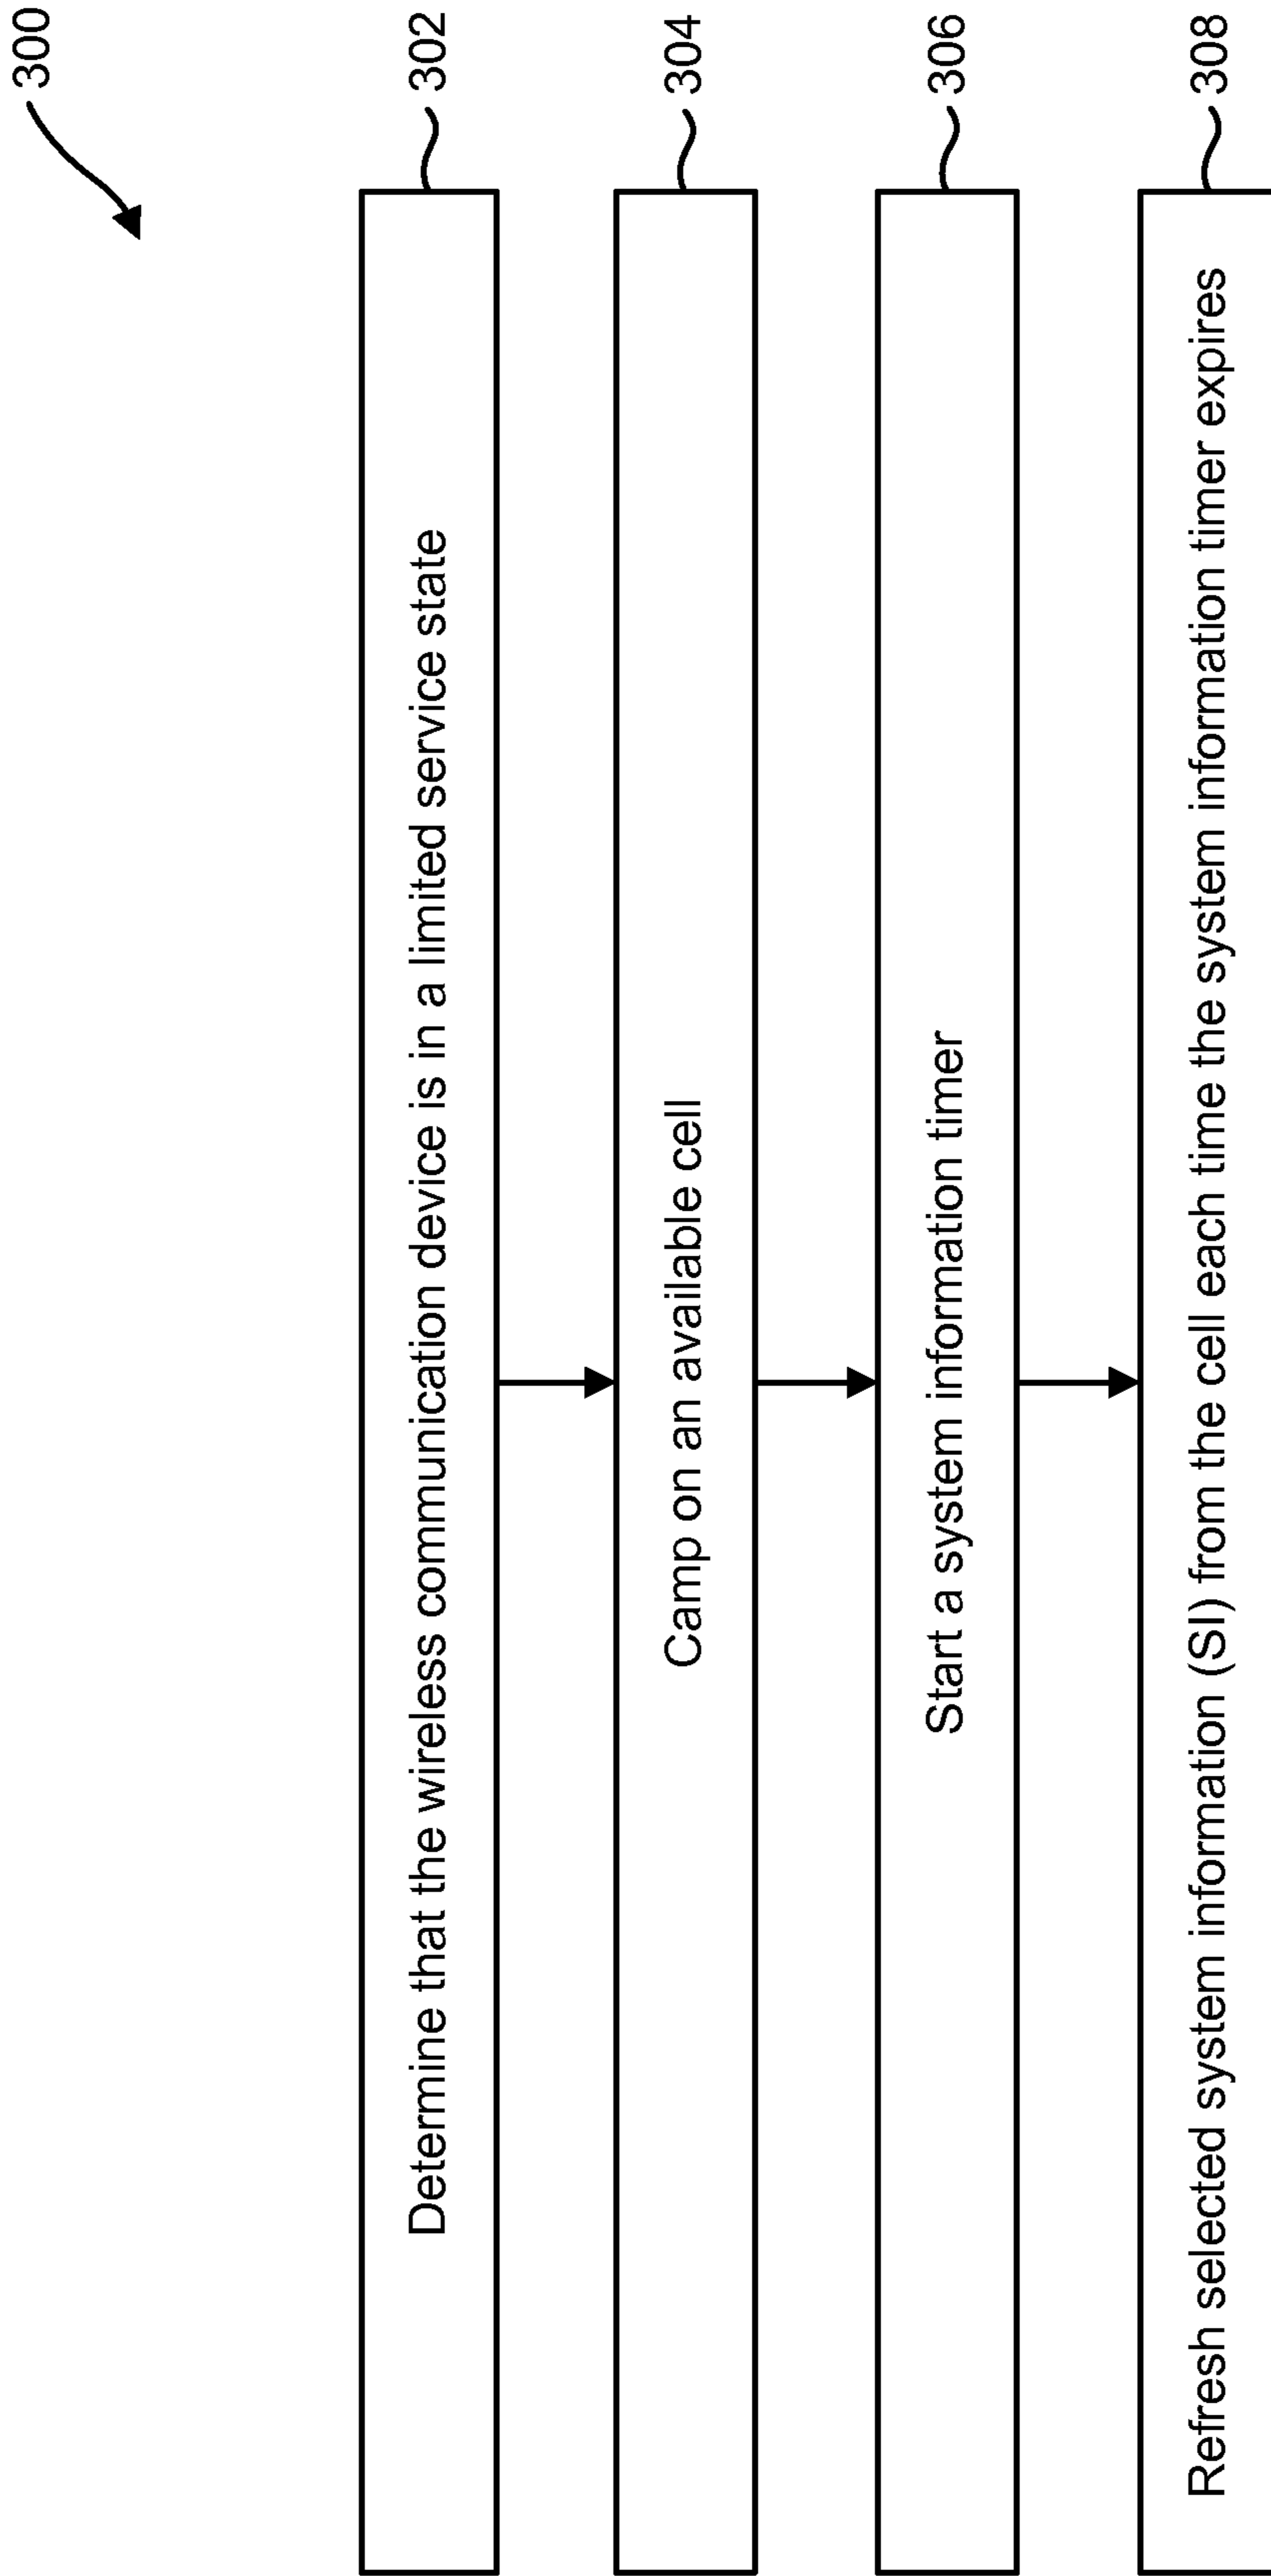 300
Determine that the wireless communication device is in a limited service state
302
Camp on an available cell
304
Start a system information timer
306
Refresh selected system information (SI) from the cell each time the system information timer expires
308